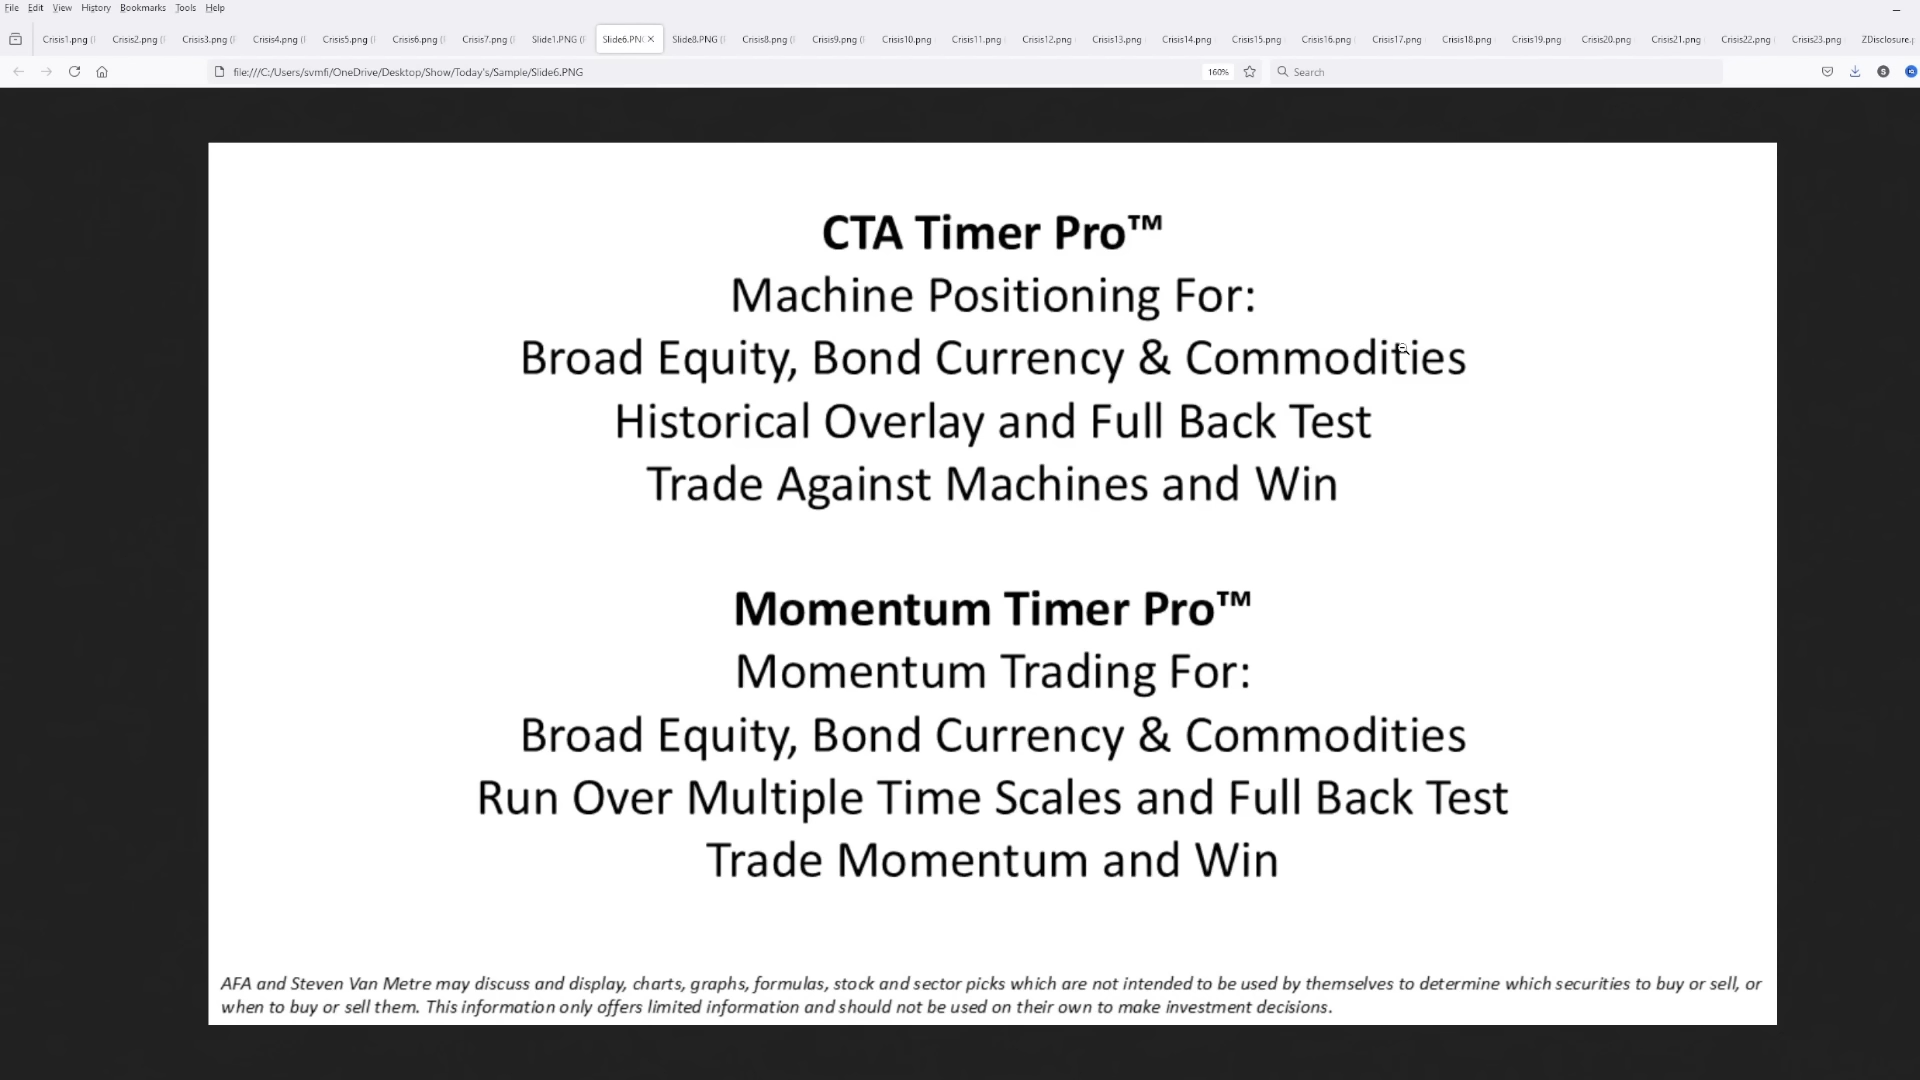 File Edit View History Bookmarks Tools Help
Crisis1.png ( Crisis2.png ( Crisis3.png ( Crisis4.png ( Crisis5.png ( Crisis6.png ( Crisis7.png ( Slide1.PNG ( Slide6.PN Slide8.PNG ( Crisis8.png ( Crisis9.png ( Crisis10.png Crisis11.png Crisis12.png Crisis13.png Crisis14.png Crisis15.png Crisis16.png Crisis17.png Crisis18.png Crisis19.png Crisis20.png Crisis21.png Crisis22.png Crisis23.png ZDisclosure.p
file:///C:/Users/svmfi/OneDrive/Desktop/Show/Today's/Sample/Slide6.PNG 160% Search S
CTA Timer Pro™
Machine Positioning For:
Broad Equity, Bond Currency & Commodities
Historical Overlay and Full Back Test
Trade Against Machines and Win
Momentum Timer Pro™
Momentum Trading For:
Broad Equity, Bond Currency & Commodities
Run Over Multiple Time Scales and Full Back Test
Trade Momentum and Win
AFA and Steven Van Metre may discuss and display, charts, graphs, formulas, stock and sector picks which are not intended to be used by themselves to determine which securities to buy or sell, or
when to buy or sell them. This information only offers limited information and should not be used on their own to make investment decisions.